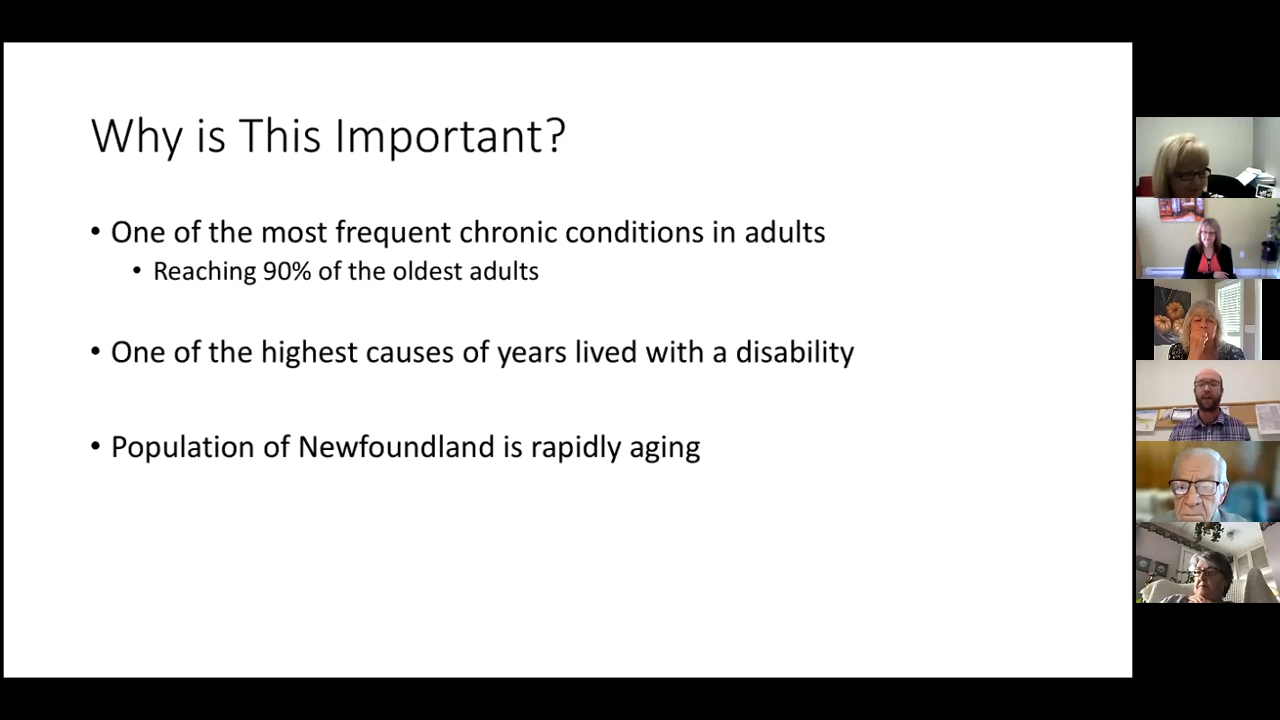 Why is This Important?
• One of the most frequent chronic conditions in adults
• Reaching 90% of the oldest adults
• One of the highest causes of years lived with a disability
• Population of Newfoundland is rapidly aging